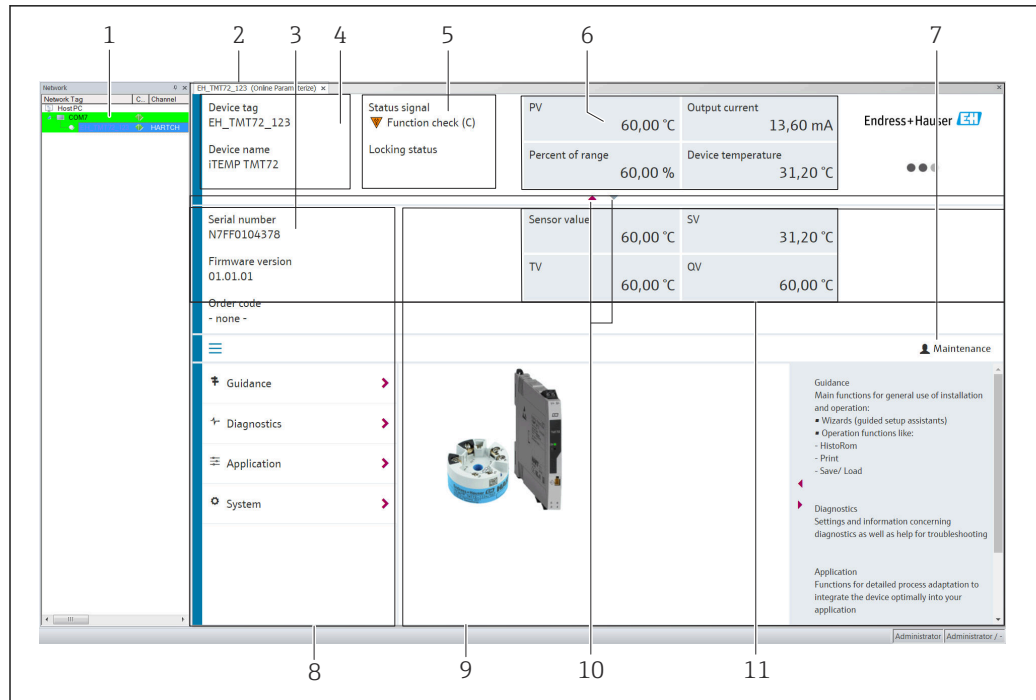 1 2 3 4 5 6 7
Network
EH_TMT72_123 (Online Parameterize) ×
Network Tag C... Channel
Host PC
COM7
HARTCH
Device tag
EH_TMT72_123
Device name
iTEMP TMT72
Status signal
Function check (C)
Locking status
PV
60,00 °C
Output current
13,60 mA
Percent of range
60,00 %
Device temperature
31,20 °C
Endress+Hauser EH
Serial number
N7FF0104378
Firmware version
01.01.01
Order code
- none -
Sensor value
60,00 °C
SV
31,20 °C
TV
60,00 °C
QV
60,00 °C
Maintenance
Guidance
Diagnostics
Application
System
Guidance
Main functions for general use of installation
and operation:
▪ Wizards (guided setup assistants)
▪ Operation functions like:
- HistoRom
- Print
- Save/ Load
Diagnostics
Settings and information concerning
diagnostics as well as help for troubleshooting
Application
Functions for detailed process adaptation to
integrate the device optimally into your
application
Administrator Administrator / -
8 9 10 11